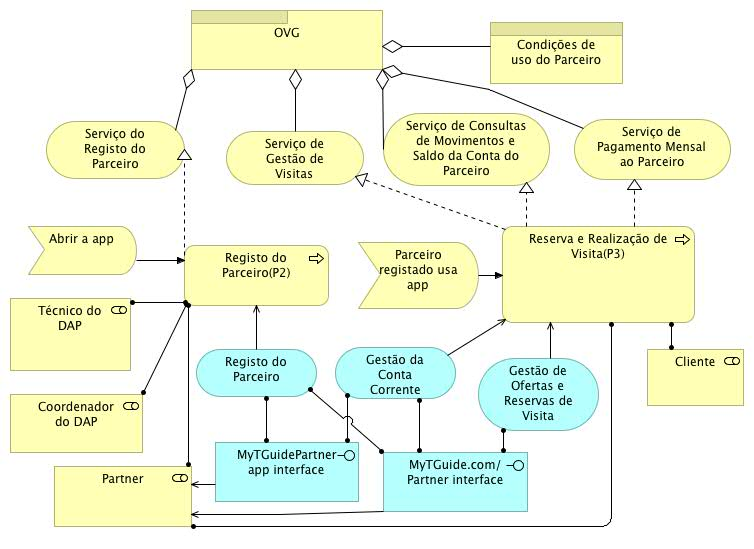 OVG
Condições de
uso do Parceiro
Serviço do
Registo do
Parceiro
Serviço de
Gestão de
Visitas
Serviço de Consultas
de Movimentos e
Saldo da Conta do
Parceiro
Serviço de
Pagamento Mensal
ao Parceiro
Abrir a app
Registo do
Parceiro(P2)
Parceiro
registado usa
app
Reserva e Realização de
Visita(P3)
Técnico do
DAP
Registo do
Parceiro
Gestão da
Conta
Corrente
Gestão de
Ofertas e
Reservas de
Visita
Cliente
Coordenador
do DAP
Partner
MyTGuidePartner
app interface
MyTGuide.com/
Partner interface